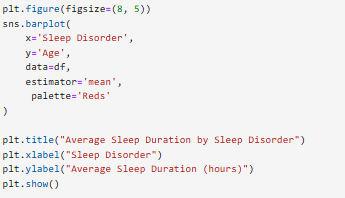 plt.figure(figsize=(8, 5))
sns.barplot(
    x='Sleep Disorder',
    y='Age',
    data=df,
    estimator='mean',
     palette='Reds'
)

plt.title("Average Sleep Duration by Sleep Disorder")
plt.xlabel("Sleep Disorder")
plt.ylabel("Average Sleep Duration (hours)")
plt.show()